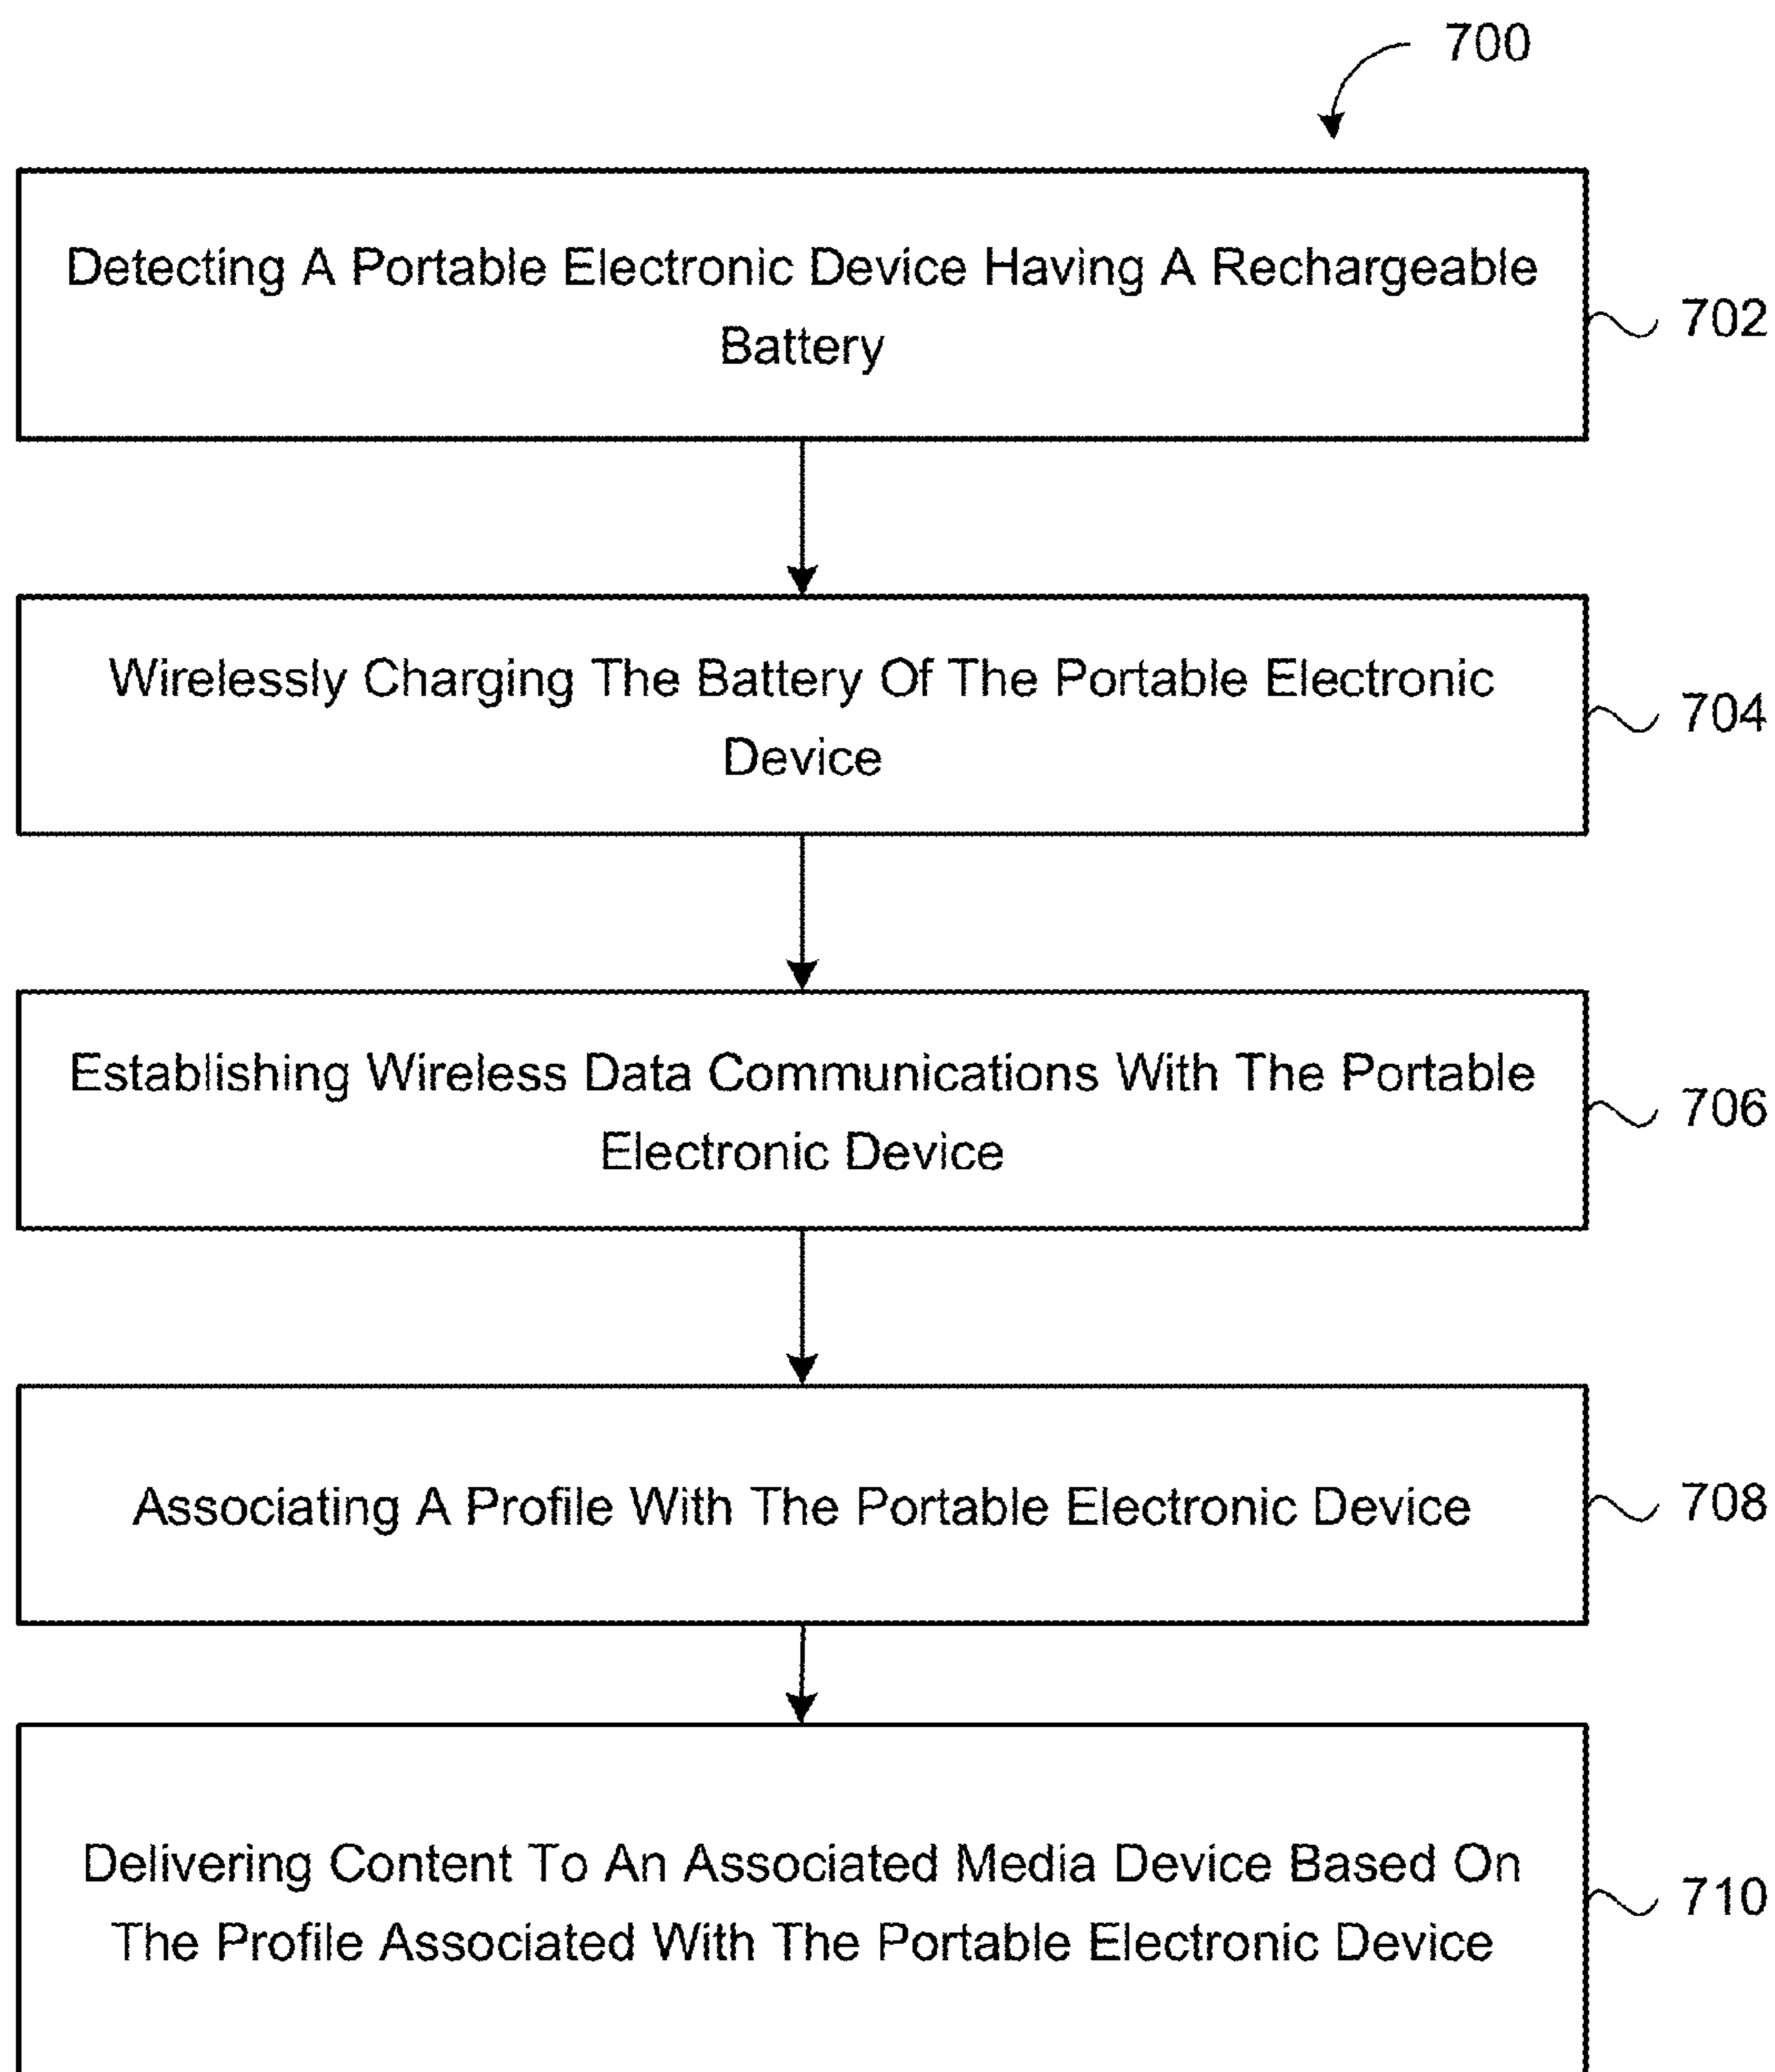 700
Detecting A Portable Electronic Device Having A Rechargeable
Battery
702
Wirelessly Charging The Battery Of The Portable Electronic
Device
704
Establishing Wireless Data Communications With The Portable
Electronic Device
706
Associating A Profile With The Portable Electronic Device
708
Delivering Content To An Associated Media Device Based On
The Profile Associated With The Portable Electronic Device
710